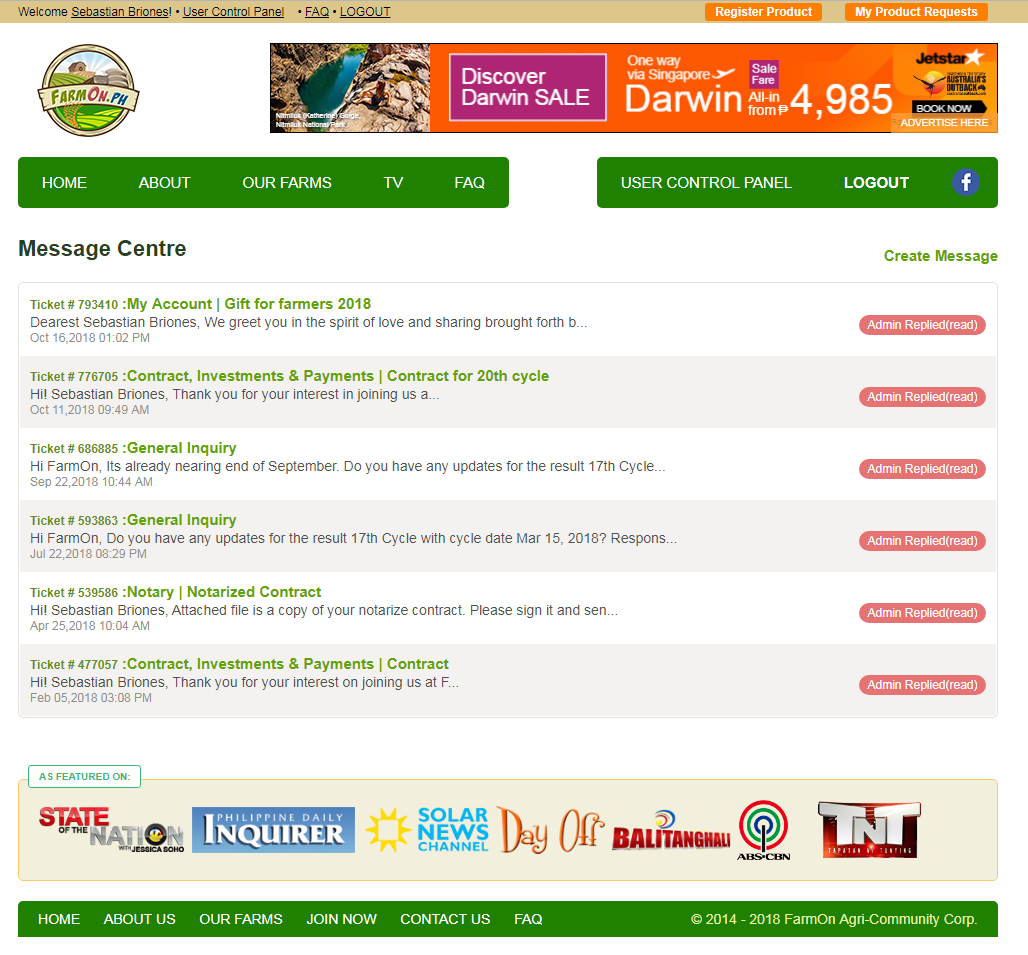 Welcome Sebastian Briones! • User Control Panel • FAQ • LOGOUT
Register Product
My Product Requests
FARMON.PH
Nitmiluk (Katherine) Gorge,
Nitmiluk National Park
Discover
Darwin SALE
One way
via Singapore
Darwin
Sale
Fare
All-in
from ₱
4,985
Jetstar
AUSTRALIA'S
OUTBACK
BOOK NOW
ADVERTISE HERE
HOME ABOUT OUR FARMS TV FAQ
USER CONTROL PANEL LOGOUT f
Message Centre
Create Message
Ticket # 793410 :My Account | Gift for farmers 2018
Dearest Sebastian Briones, We greet you in the spirit of love and sharing brought forth b...
Oct 16,2018 01:02 PM
Admin Replied(read)
Ticket # 776705 :Contract, Investments & Payments | Contract for 20th cycle
Hi! Sebastian Briones, Thank you for your interest in joining us a...
Oct 11,2018 09:49 AM
Admin Replied(read)
Ticket # 686885 :General Inquiry
Hi FarmOn, Its already nearing end of September. Do you have any updates for the result 17th Cycle...
Sep 22,2018 10:44 AM
Admin Replied(read)
Ticket # 593863 :General Inquiry
Hi FarmOn, Do you have any updates for the result 17th Cycle with cycle date Mar 15, 2018? Respons...
Jul 22,2018 08:29 PM
Admin Replied(read)
Ticket # 539586 :Notary | Notarized Contract
Hi! Sebastian Briones, Attached file is a copy of your notarize contract. Please sign it and sen...
Apr 25,2018 10:04 AM
Admin Replied(read)
Ticket # 477057 :Contract, Investments & Payments | Contract
Hi! Sebastian Briones, Thank you for your interest on joining us at F...
Feb 05,2018 03:08 PM
Admin Replied(read)
AS FEATURED ON:
STATE
OF THE
NATION
WITH JESSICA SOHO
PHILIPPINE DAILY
INQUIRER
SOLAR
NEWS
CHANNEL
Day Off
BALITANGHALI
ABS-CBN
TNT
TAPATAN NI TUNYING
HOME ABOUT US OUR FARMS JOIN NOW CONTACT US FAQ
© 2014 - 2018 FarmOn Agri-Community Corp.